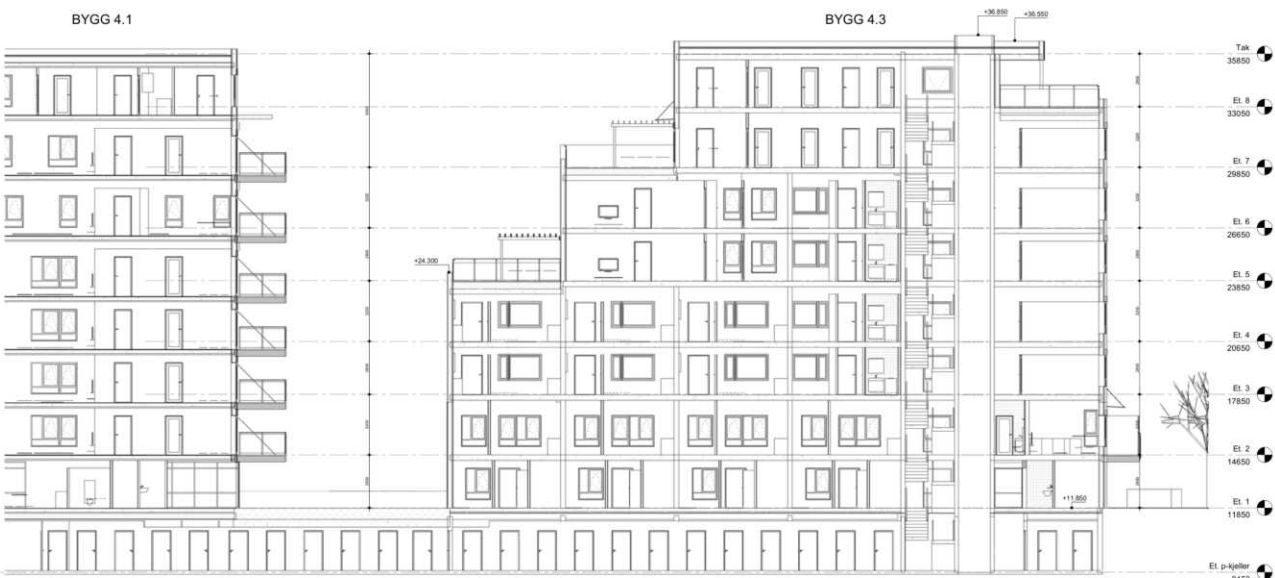 BYGG 4.1
BYGG 4.3
+36.850
+36.550
Tak
35850
Et. 8
33050
Et. 7
29850
Et. 6
26650
+24.300
Et. 5
23850
Et. 4
20650
Et. 3
17850
Et. 2
14650
+11.850
Et. 1
11850
Et. p-kjeller